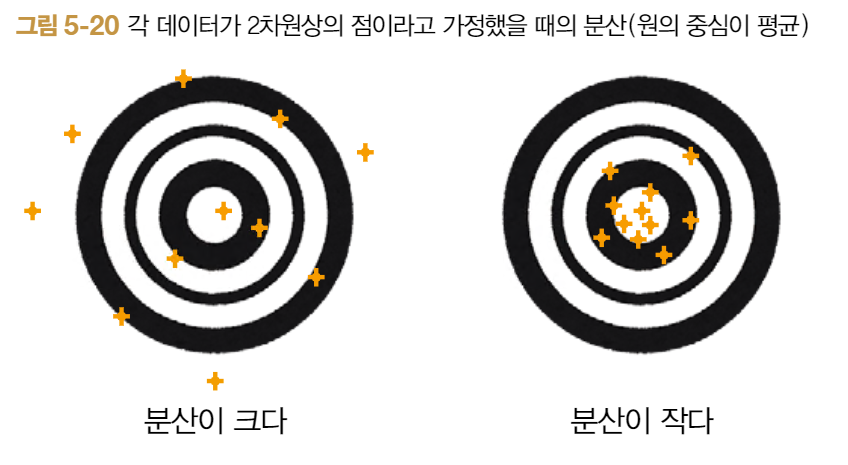 그림 5-20 각 데이터가 2차원상의 점이라고 가정했을 때의 분산(원의 중심이 평균)
분산이 크다
분산이 작다